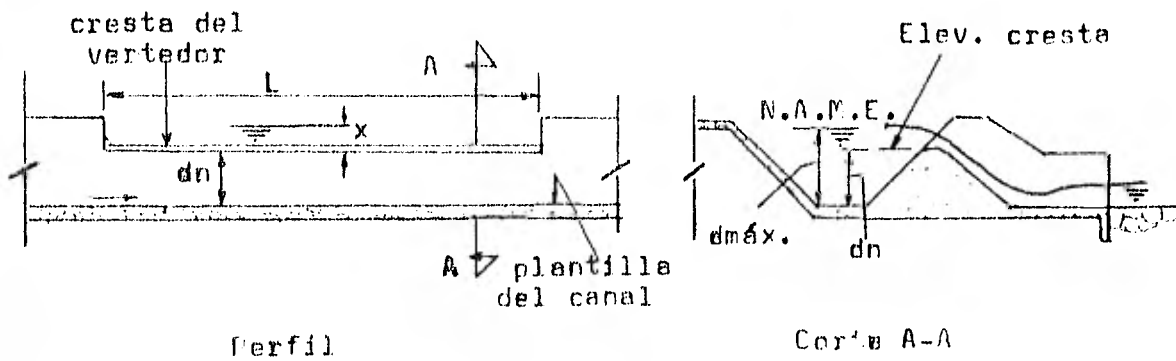 cresta del
vertedor
L
A
x
dn
A
plantilla
del canal
Perfil
Elev. cresta
N.A.M.E.
dmáx.
dn
Corte A-A